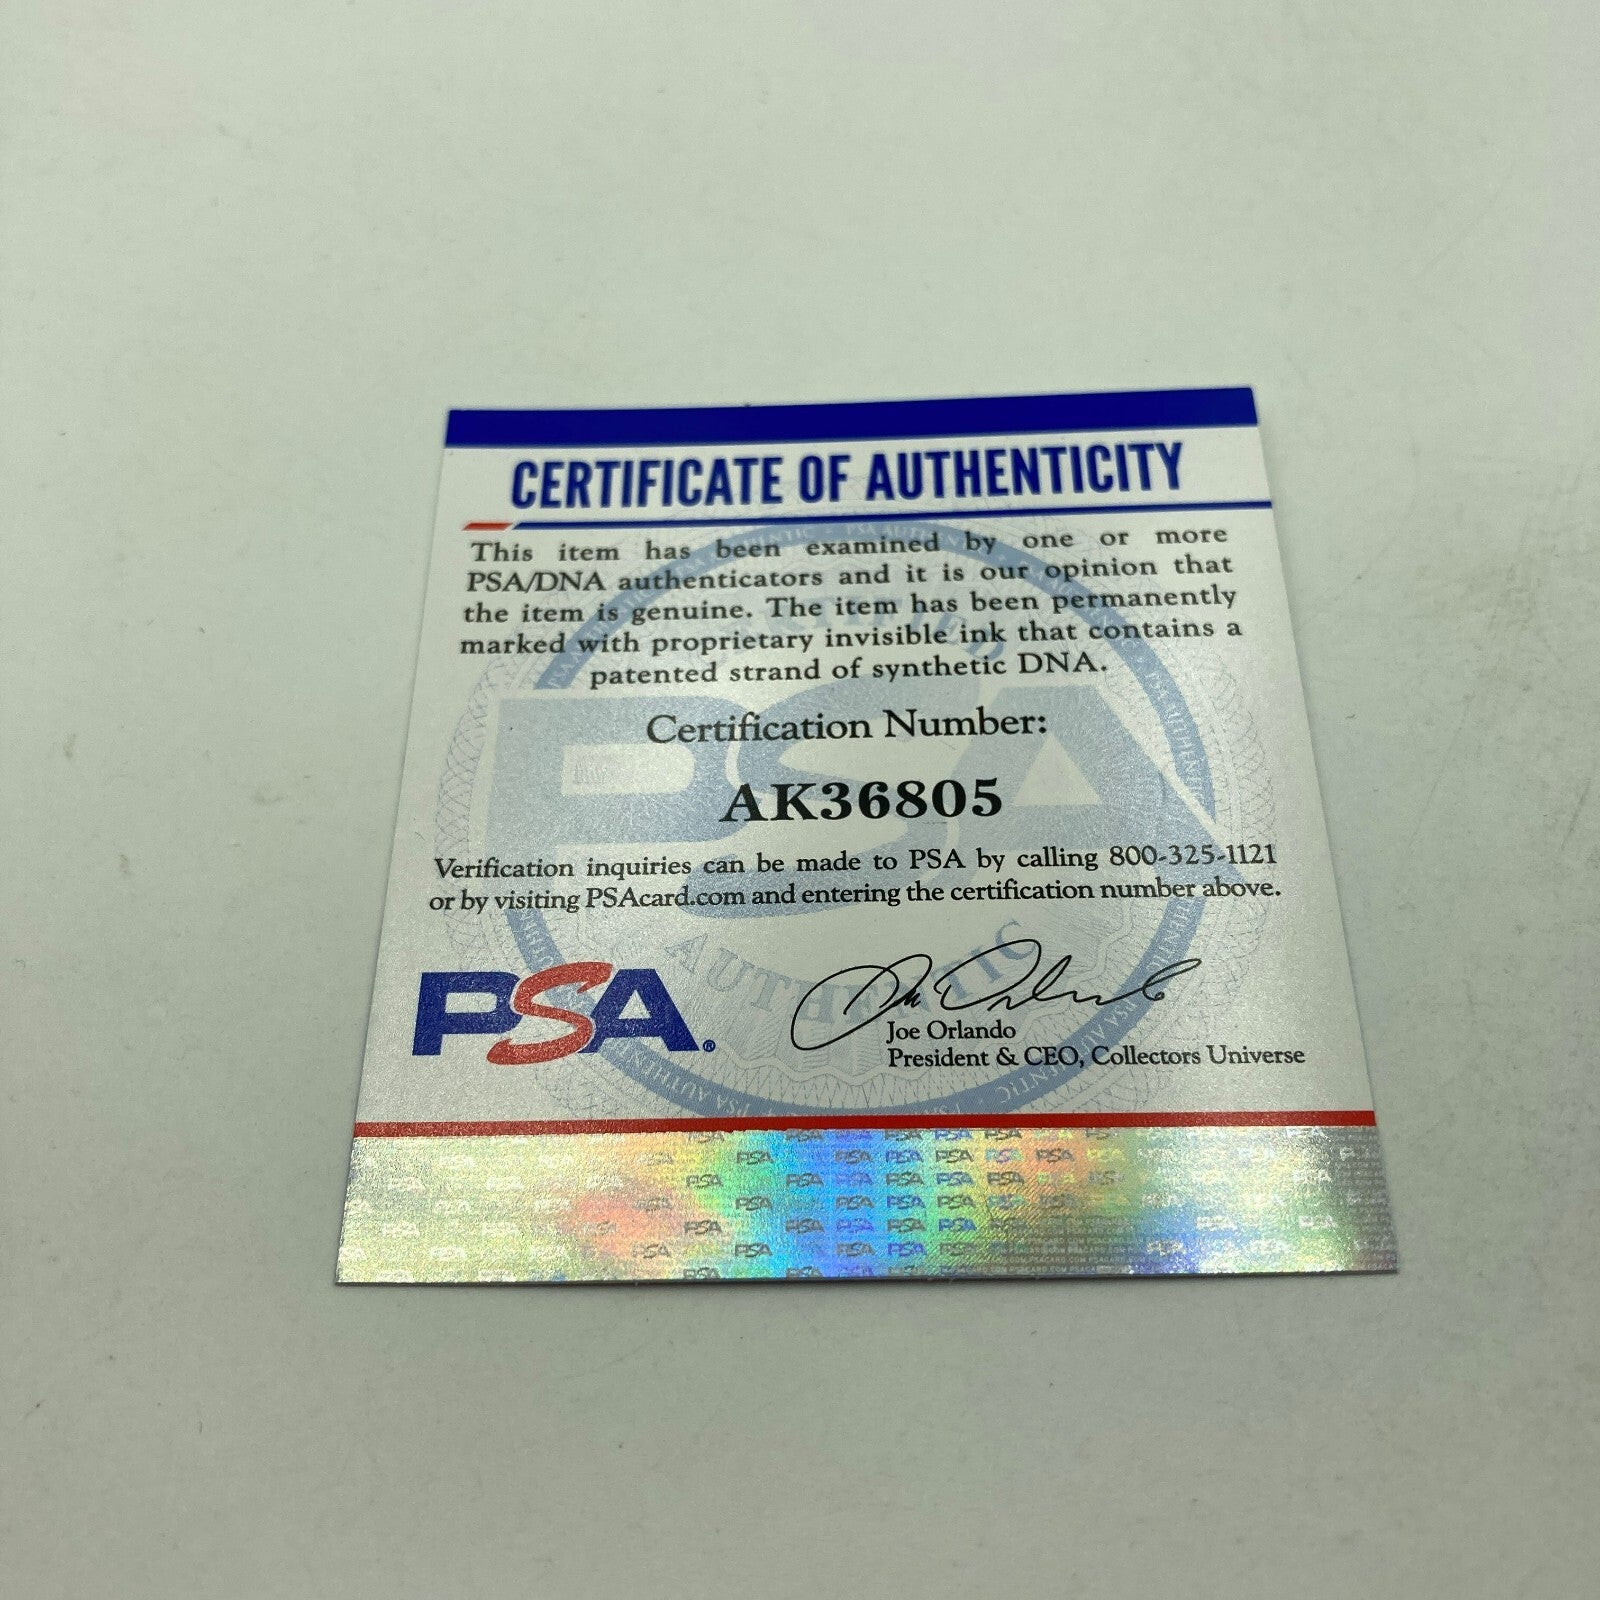 CERTIFICATE OF AUTHENTICITY
This item has been examined by one or more
PSA/DNA authenticators and it is our opinion that
the item is genuine. The item has been permanently
marked with proprietary invisible ink that contains a
patented strand of synthetic DNA.
Certification Number:
AK36805
Verification inquiries can be made to PSA by calling 800-325-1121
or by visiting PSAcard.com and entering the certification number above.
PSA®
AUTHENTIC
Joe Orlando
Joe Orlando
President & CEO, Collectors Universe